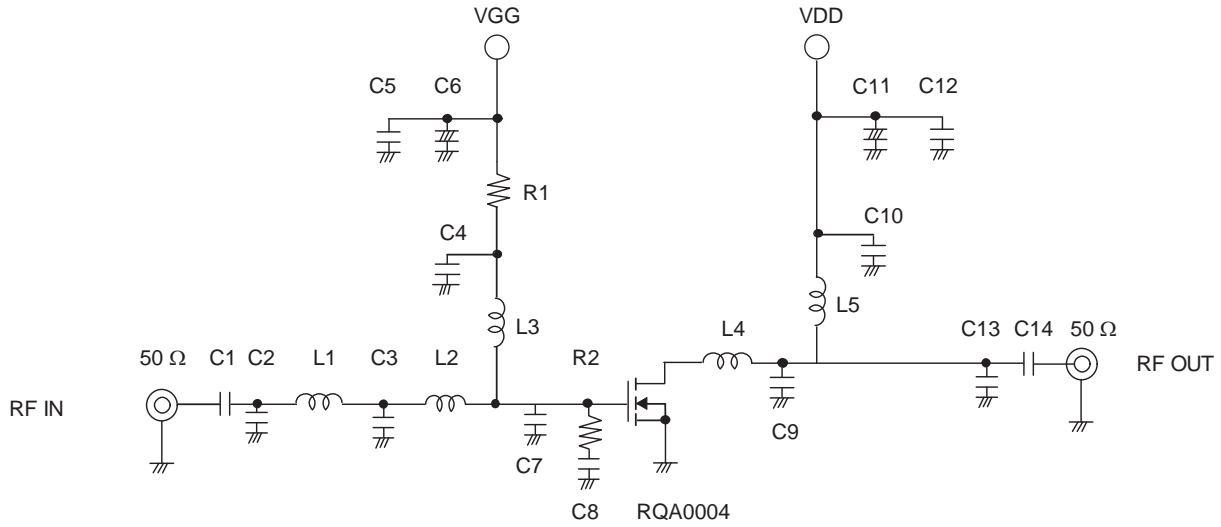 VGG
VDD
C5
C6
C11
C12
R1
C4
C10
L3
L5
50 Ω
C1
C2
L1
C3
L2
R2
L4
C13
C14
50 Ω
RF OUT
RF IN
C7
C9
C8
RQA0004